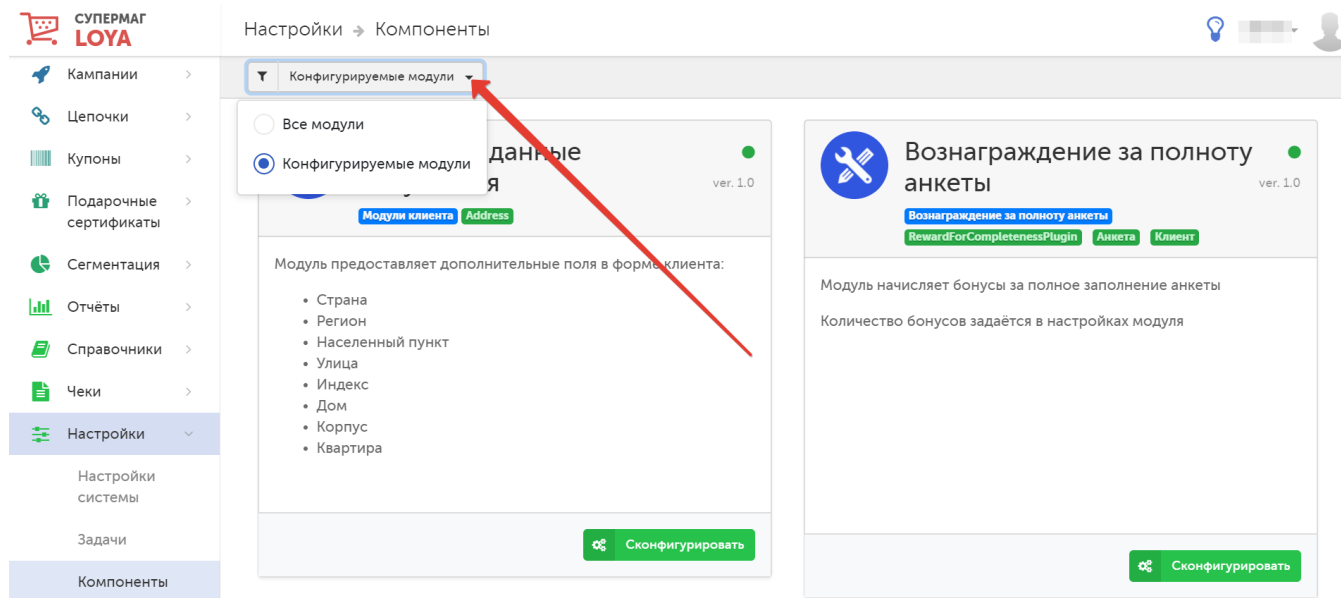 СУПЕРМАГ
LOYA
Настройки → Компоненты
Кампании
Цепочки
Купоны
Подарочные
сертификаты
Сегментация
Отчёты
Справочники
Чеки
Настройки
Настройки
системы
Задачи
Компоненты
Конфигурируемые модули
Все модули
Конфигурируемые модули
данные
я
ver. 1.0
Модули клиента Address
Модуль предоставляет дополнительные поля в форме клиента:
• Страна
• Регион
• Населенный пункт
• Улица
• Индекс
• Дом
• Корпус
• Квартира
Сконфигурировать
Вознаграждение за полноту
анкеты
ver. 1.0
Вознаграждение за полноту анкеты
RewardForCompletenessPlugin Анкета Клиент
Модуль начисляет бонусы за полное заполнение анкеты
Количество бонусов задаётся в настройках модуля
Сконфигурировать